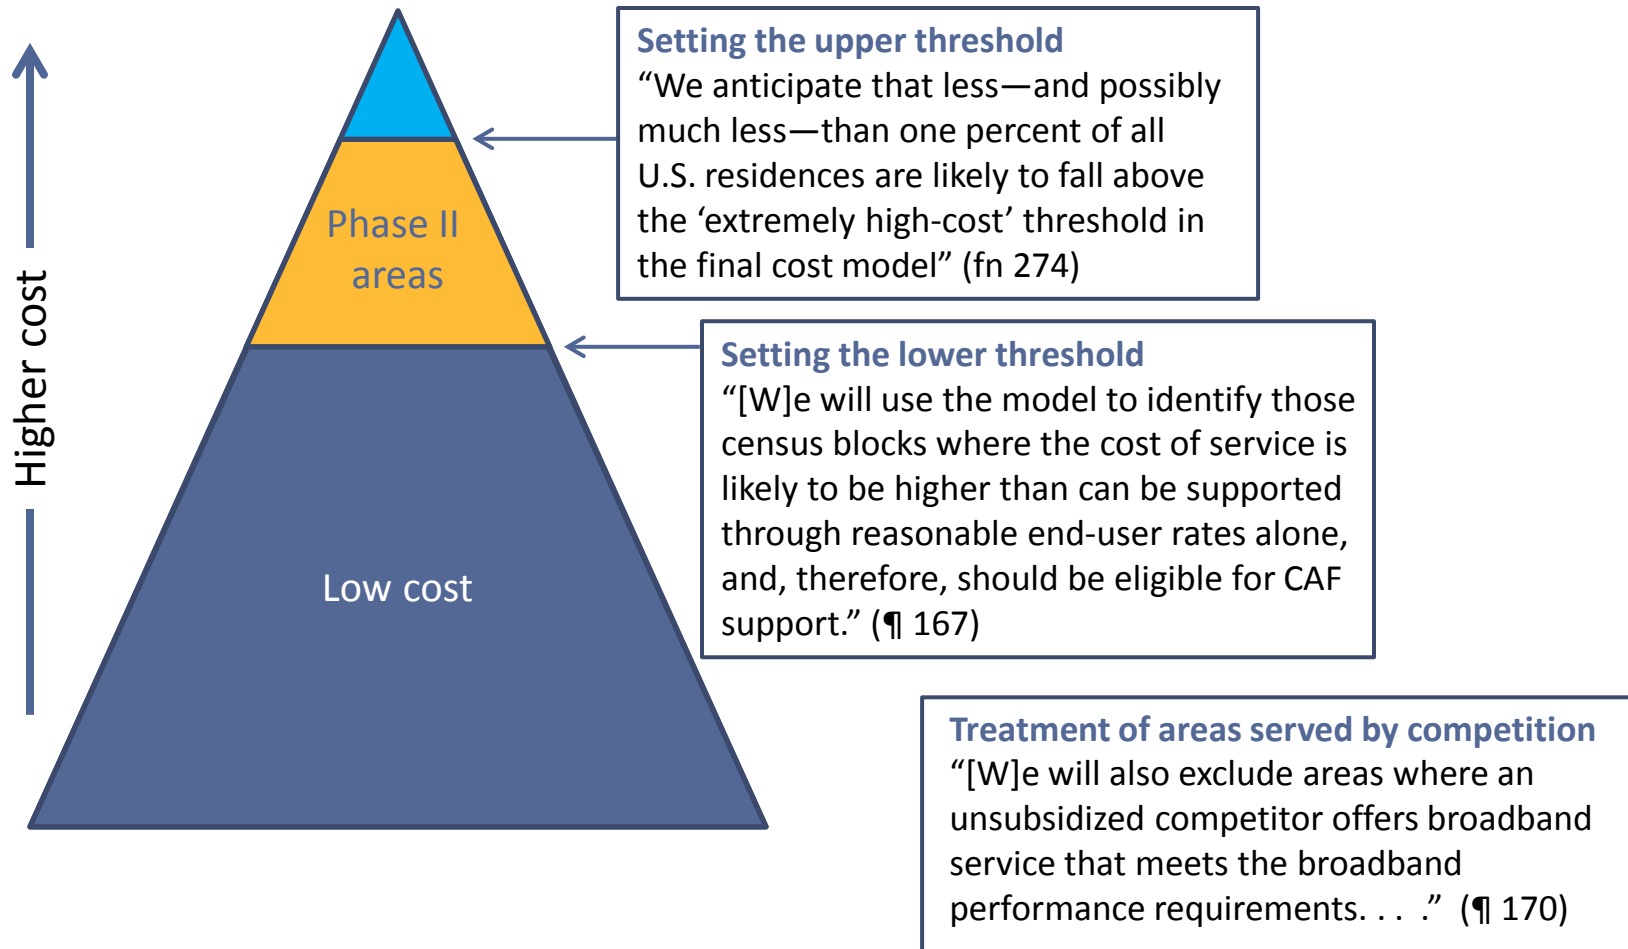 Higher cost
Phase II
areas
Low cost
Setting the upper threshold
“We anticipate that less—and possibly
much less—than one percent of all
U.S. residences are likely to fall above
the ‘extremely high-cost’ threshold in
the final cost model” (fn 274)
Setting the lower threshold
“[W]e will use the model to identify those
census blocks where the cost of service is
likely to be higher than can be supported
through reasonable end-user rates alone,
and, therefore, should be eligible for CAF
support.” (¶ 167)
Treatment of areas served by competition
“[W]e will also exclude areas where an
unsubsidized competitor offers broadband
service that meets the broadband
performance requirements. . .  .”  (¶ 170)